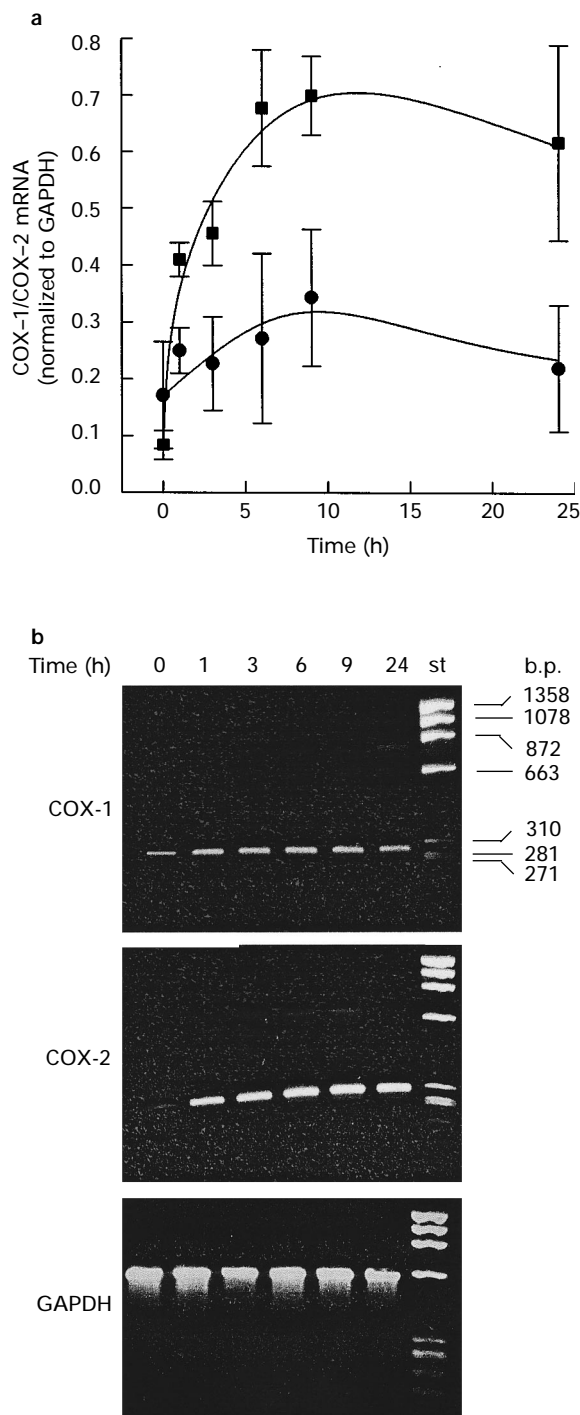 a
COX–1/COX–2 mRNA
(normalized to GAPDH)
0.8
0.7
0.6
0.5
0.4
0.3
0.2
0.1
0.0
0 5 10 15 20 25
Time (h)
b
Time (h) 0 1 3 6 9 24 st b.p.
1358
1078
872
663
COX-1
310
281
271
COX-2
GAPDH